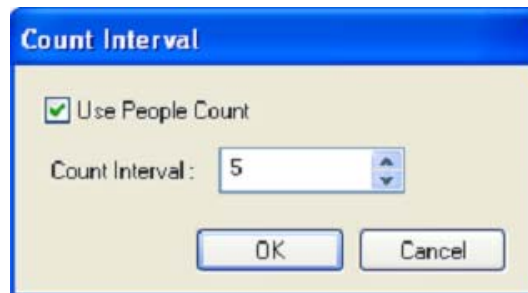 Count Interval
Use People Count
Count Interval : 5
OK Cancel